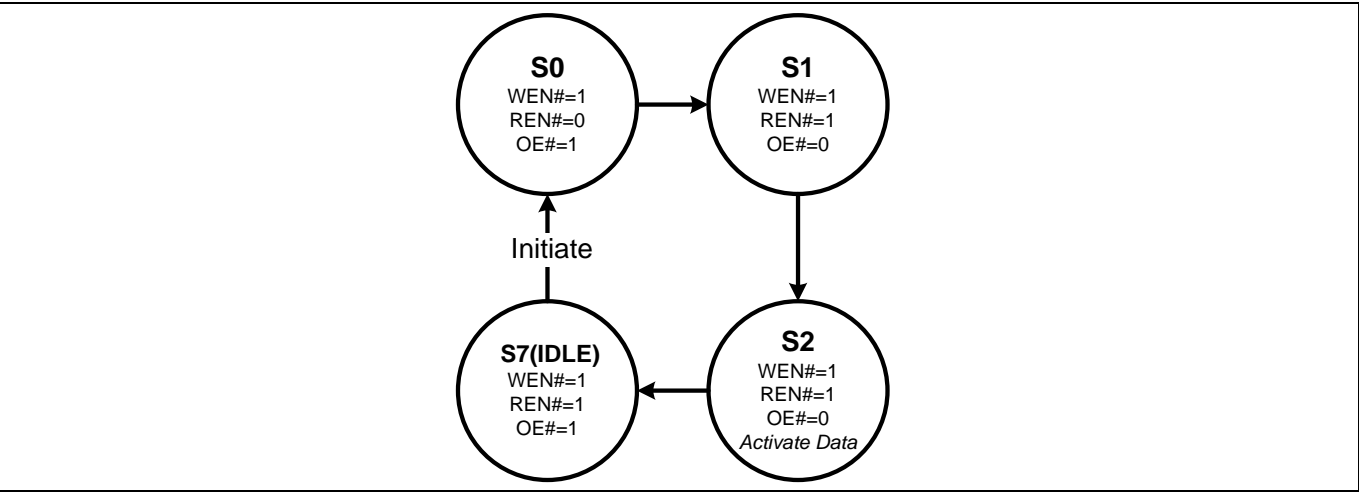 S0
WEN#=1
REN#=0
OE#=1
S1
WEN#=1
REN#=1
OE#=0
Initiate
S7(IDLE)
WEN#=1
REN#=1
OE#=1
S2
WEN#=1
REN#=1
OE#=0
Activate Data